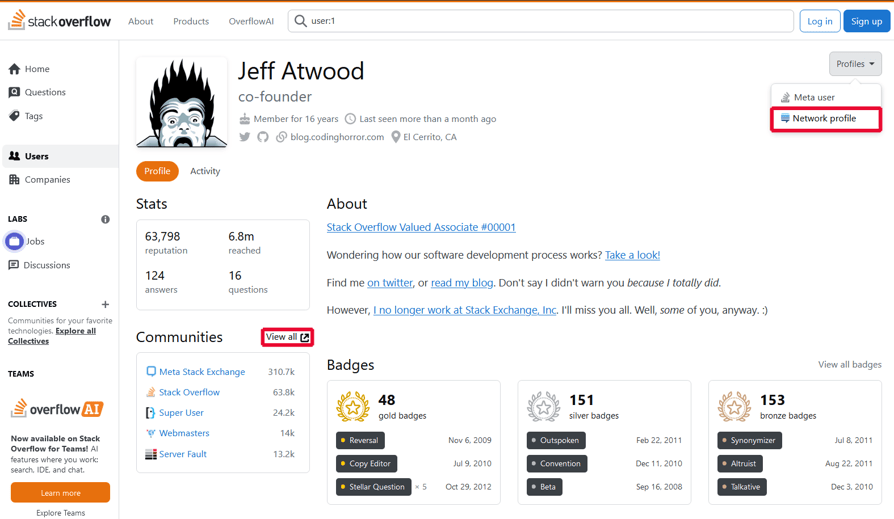 stackoverflow
About
Products
OverflowAI
user:1
Log in
Sign up
Home
Questions
Tags
Users
Companies
LABS
Jobs
Discussions
COLLECTIVES
Communities for your favorite
technologies. Explore all
Collectives
TEAMS
overflow AI
Now available on Stack
Overflow for Teams! AI
features where you work:
search, IDE, and chat.
Learn more
Explore Teams
Jeff Atwood
co-founder
Member for 16 years
Last seen more than a month ago
blog.codinghorror.com
El Cerrito, CA
Profiles
Meta user
Network profile
Profile
Activity
Stats
63,798
6.8m
reputation
reached
124
16
answers
questions
Communities
View all
Meta Stack Exchange 310.7k
Stack Overflow 63.8k
Super User 24.2k
Webmasters 14k
Server Fault 13.2k
About
Stack Overflow Valued Associate #00001
Wondering how our software development process works? Take a look!
Find me on twitter, or read my blog. Don't say I didn't warn you because I totally did.
However, I no longer work at Stack Exchange, Inc. I'll miss you all. Well, some of you, anyway. :)
Badges
View all badges
48
gold badges
Reversal Nov 6, 2009
Copy Editor Jul 9, 2010
Stellar Question × 5 Oct 29, 2012
151
silver badges
Outspoken Feb 22, 2011
Convention Dec 11, 2010
Beta Sep 16, 2008
153
bronze badges
Synonymizer Jul 8, 2011
Altruist Aug 22, 2011
Talkative Dec 3, 2010